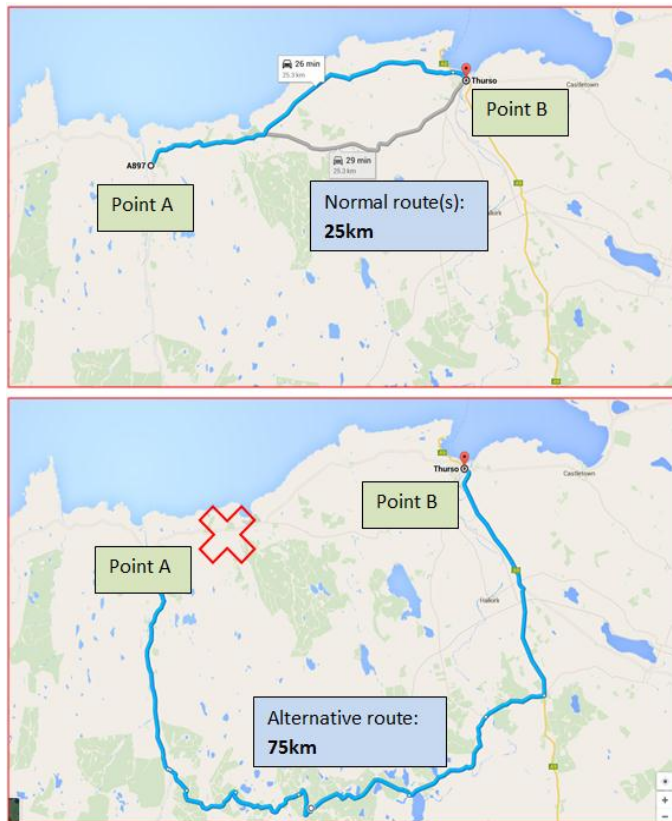 26 min
25.3 km
Thurso
Castletown
Point B
A897
29 min
25.3 km
Point A
Normal route(s):
25km
Thurso
Castletown
Point B
Point A
Halkirk
Alternative route:
75km
+